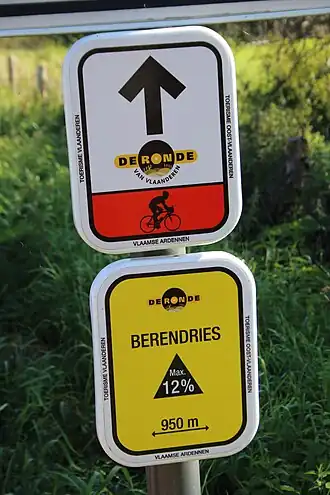 TOERISME VLAANDEREN
TOERISME OOST-VLAANDEREN
DE RONDE
VAN VLAANDEREN
VLAAMSE ARDENNEN
TOERISME VLAANDEREN
TOERISME OOST-VLAANDEREN
DE RONDE
BERENDRIES
Max.
12%
950 m
VLAAMSE ARDENNEN